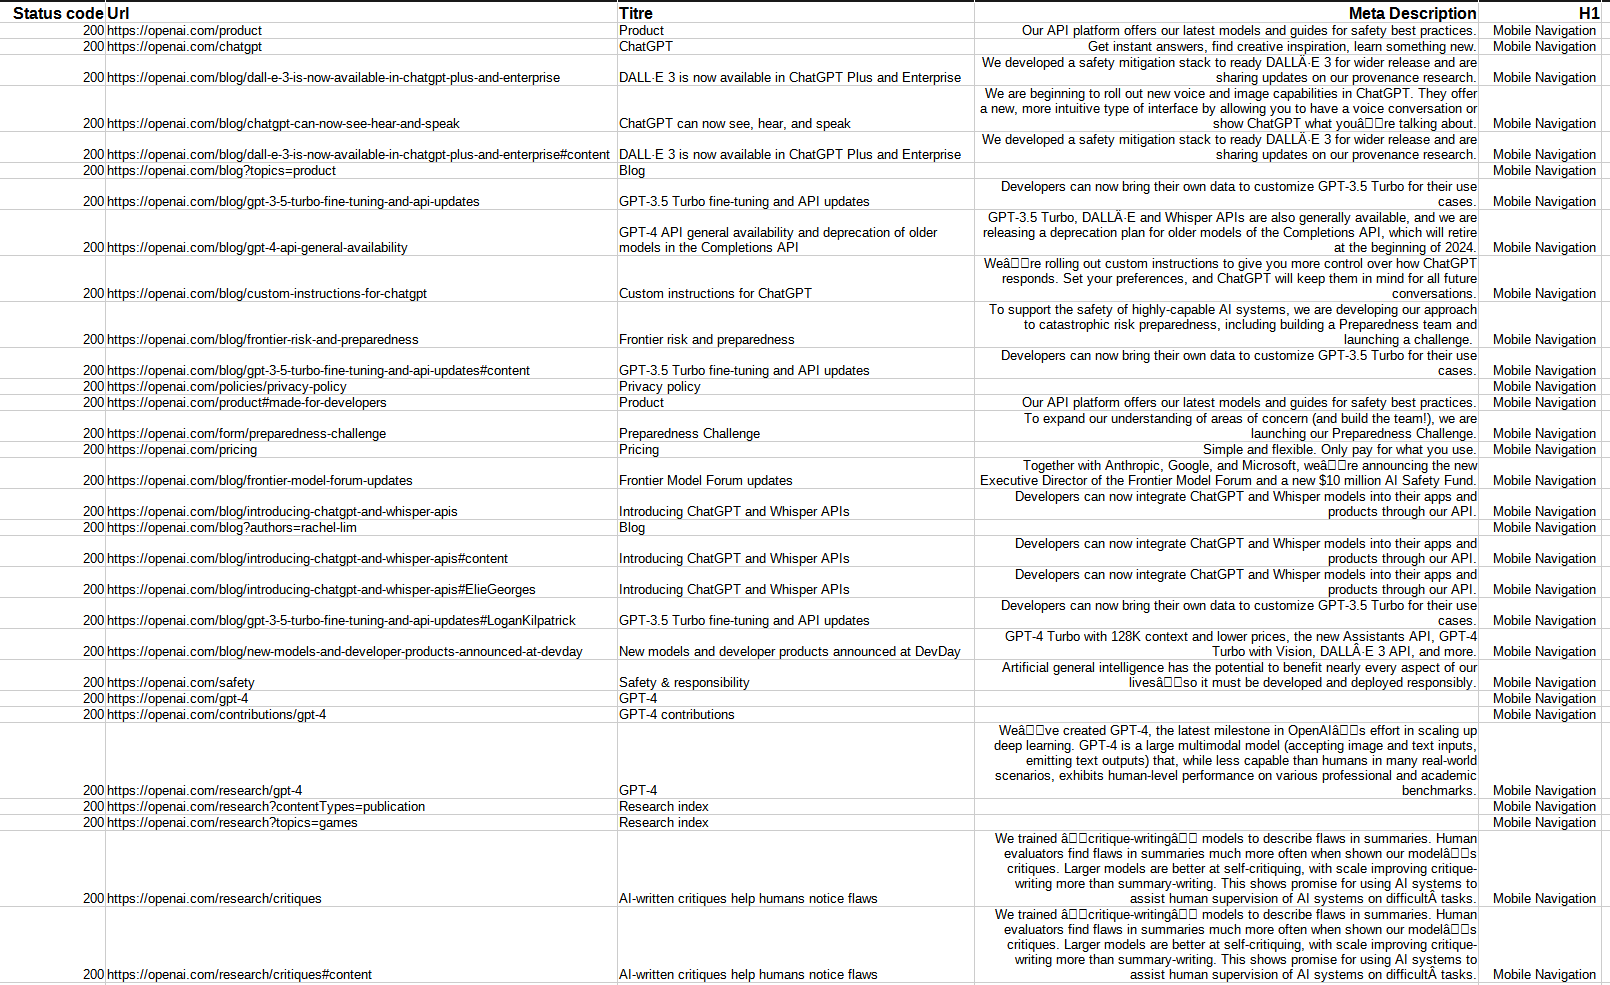 Status code Url Titre Meta Description H1
200 https://openai.com/product Product Our API platform offers our latest models and guides for safety best practices. Mobile Navigation
200 https://openai.com/chatgpt ChatGPT Get instant answers, find creative inspiration, learn something new. Mobile Navigation
We developed a safety mitigation stack to ready DALLÂ·E 3 for wider release and are
200 https://openai.com/blog/dall-e-3-is-now-available-in-chatgpt-plus-and-enterprise DALL·E 3 is now available in ChatGPT Plus and Enterprise sharing updates on our provenance research. Mobile Navigation
We are beginning to roll out new voice and image capabilities in ChatGPT. They offer
a new, more intuitive type of interface by allowing you to have a voice conversation or
200 https://openai.com/blog/chatgpt-can-now-see-hear-and-speak ChatGPT can now see, hear, and speak show ChatGPT what youâ□□re talking about. Mobile Navigation
We developed a safety mitigation stack to ready DALLÂ·E 3 for wider release and are
200 https://openai.com/blog/dall-e-3-is-now-available-in-chatgpt-plus-and-enterprise#content DALL·E 3 is now available in ChatGPT Plus and Enterprise sharing updates on our provenance research. Mobile Navigation
200 https://openai.com/blog?topics=product Blog Mobile Navigation
Developers can now bring their own data to customize GPT-3.5 Turbo for their use
200 https://openai.com/blog/gpt-3-5-turbo-fine-tuning-and-api-updates GPT-3.5 Turbo fine-tuning and API updates cases. Mobile Navigation
GPT-3.5 Turbo, DALLÂ·E and Whisper APIs are also generally available, and we are
GPT-4 API general availability and deprecation of older releasing a deprecation plan for older models of the Completions API, which will retire
200 https://openai.com/blog/gpt-4-api-general-availability models in the Completions API at the beginning of 2024. Mobile Navigation
Weâ□□re rolling out custom instructions to give you more control over how ChatGPT
responds. Set your preferences, and ChatGPT will keep them in mind for all future
200 https://openai.com/blog/custom-instructions-for-chatgpt Custom instructions for ChatGPT conversations. Mobile Navigation
To support the safety of highly-capable AI systems, we are developing our approach
to catastrophic risk preparedness, including building a Preparedness team and
200 https://openai.com/blog/frontier-risk-and-preparedness Frontier risk and preparedness launching a challenge. Mobile Navigation
Developers can now bring their own data to customize GPT-3.5 Turbo for their use
200 https://openai.com/blog/gpt-3-5-turbo-fine-tuning-and-api-updates#content GPT-3.5 Turbo fine-tuning and API updates cases. Mobile Navigation
200 https://openai.com/policies/privacy-policy Privacy policy Mobile Navigation
200 https://openai.com/product#made-for-developers Product Our API platform offers our latest models and guides for safety best practices. Mobile Navigation
To expand our understanding of areas of concern (and build the team!), we are
200 https://openai.com/form/preparedness-challenge Preparedness Challenge launching our Preparedness Challenge. Mobile Navigation
200 https://openai.com/pricing Pricing Simple and flexible. Only pay for what you use. Mobile Navigation
Together with Anthropic, Google, and Microsoft, weâ□□re announcing the new
200 https://openai.com/blog/frontier-model-forum-updates Frontier Model Forum updates Executive Director of the Frontier Model Forum and a new $10 million AI Safety Fund. Mobile Navigation
Developers can now integrate ChatGPT and Whisper models into their apps and
200 https://openai.com/blog/introducing-chatgpt-and-whisper-apis Introducing ChatGPT and Whisper APIs products through our API. Mobile Navigation
200 https://openai.com/blog?authors=rachel-lim Blog Mobile Navigation
Developers can now integrate ChatGPT and Whisper models into their apps and
200 https://openai.com/blog/introducing-chatgpt-and-whisper-apis#content Introducing ChatGPT and Whisper APIs products through our API. Mobile Navigation
Developers can now integrate ChatGPT and Whisper models into their apps and
200 https://openai.com/blog/introducing-chatgpt-and-whisper-apis#ElieGeorges Introducing ChatGPT and Whisper APIs products through our API. Mobile Navigation
Developers can now bring their own data to customize GPT-3.5 Turbo for their use
200 https://openai.com/blog/gpt-3-5-turbo-fine-tuning-and-api-updates#LoganKilpatrick GPT-3.5 Turbo fine-tuning and API updates cases. Mobile Navigation
GPT-4 Turbo with 128K context and lower prices, the new Assistants API, GPT-4
200 https://openai.com/blog/new-models-and-developer-products-announced-at-devday New models and developer products announced at DevDay Turbo with Vision, DALLÂ·E 3 API, and more. Mobile Navigation
Artificial general intelligence has the potential to benefit nearly every aspect of our
200 https://openai.com/safety Safety & responsibility livesâ□□so it must be developed and deployed responsibly. Mobile Navigation
200 https://openai.com/gpt-4 GPT-4 Mobile Navigation
200 https://openai.com/contributions/gpt-4 GPT-4 contributions Mobile Navigation
Weâ□□ve created GPT-4, the latest milestone in OpenAIâ□□s effort in scaling up
deep learning. GPT-4 is a large multimodal model (accepting image and text inputs,
emitting text outputs) that, while less capable than humans in many real-world
scenarios, exhibits human-level performance on various professional and academic
200 https://openai.com/research/gpt-4 GPT-4 benchmarks. Mobile Navigation
200 https://openai.com/research?contentTypes=publication Research index Mobile Navigation
200 https://openai.com/research?topics=games Research index Mobile Navigation
We trained â□□critique-writingâ□□ models to describe flaws in summaries. Human
evaluators find flaws in summaries much more often when shown our modelâ□□s
critiques. Larger models are better at self-critiquing, with scale improving critique-
writing more than summary-writing. This shows promise for using AI systems to
200 https://openai.com/research/critiques AI-written critiques help humans notice flaws assist human supervision of AI systems on difficultÂ tasks. Mobile Navigation
We trained â□□critique-writingâ□□ models to describe flaws in summaries. Human
evaluators find flaws in summaries much more often when shown our modelâ□□s
critiques. Larger models are better at self-critiquing, with scale improving critique-
writing more than summary-writing. This shows promise for using AI systems to
200 https://openai.com/research/critiques#content AI-written critiques help humans notice flaws assist human supervision of AI systems on difficultÂ tasks. Mobile Navigation